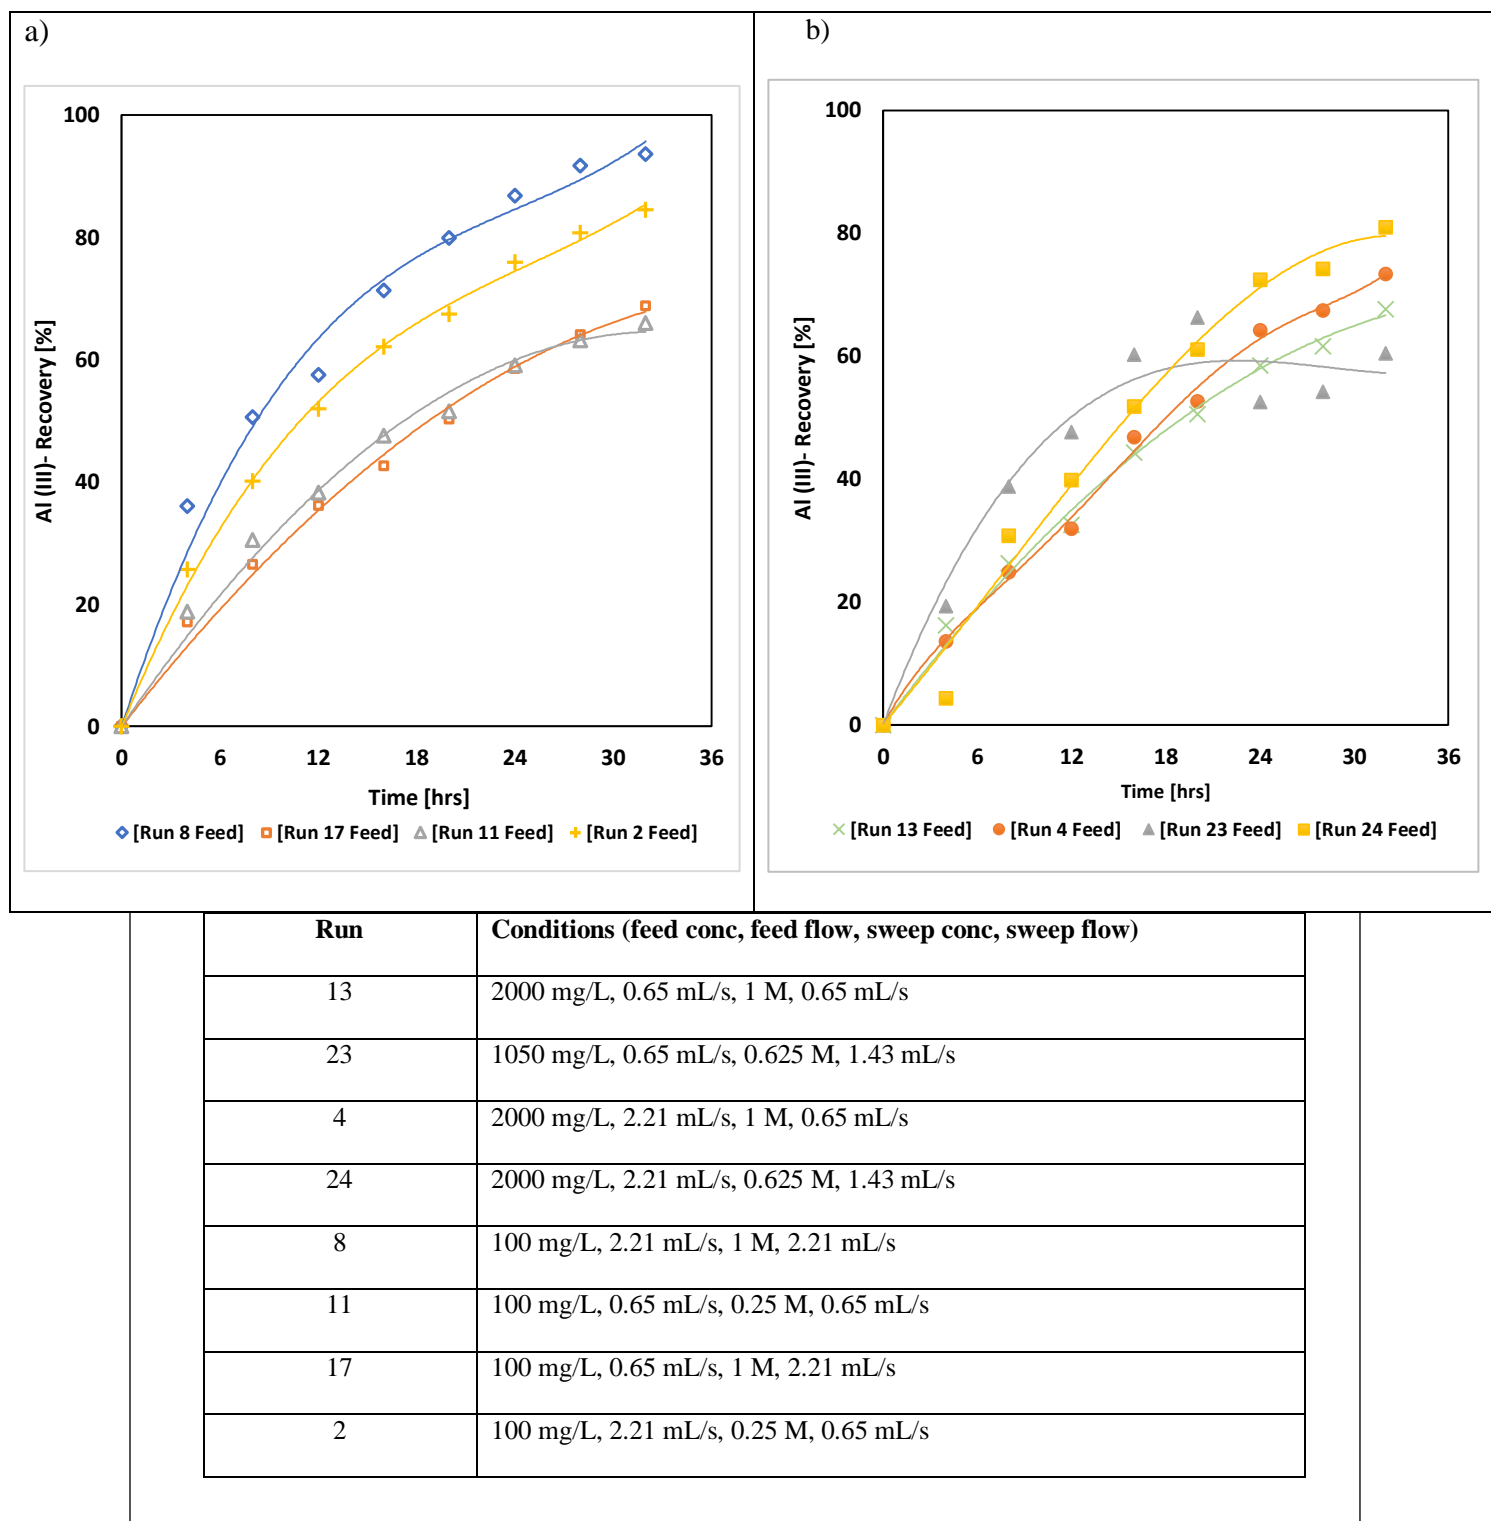 a)
100
80
60
40
20
0
Al (III)- Recovery [%]
0 6 12 18 24 30 36
Time [hrs]
[Run 8 Feed] [Run 17 Feed] [Run 11 Feed] [Run 2 Feed]
b)
100
80
60
40
20
0
Al (III)- Recovery [%]
0 6 12 18 24 30 36
Time [hrs]
[Run 13 Feed] [Run 4 Feed] [Run 23 Feed] [Run 24 Feed]
Run Conditions (feed conc, feed flow, sweep conc, sweep flow)
13 2000 mg/L, 0.65 mL/s, 1 M, 0.65 mL/s
23 1050 mg/L, 0.65 mL/s, 0.625 M, 1.43 mL/s
4 2000 mg/L, 2.21 mL/s, 1 M, 0.65 mL/s
24 2000 mg/L, 2.21 mL/s, 0.625 M, 1.43 mL/s
8 100 mg/L, 2.21 mL/s, 1 M, 2.21 mL/s
11 100 mg/L, 0.65 mL/s, 0.25 M, 0.65 mL/s
17 100 mg/L, 0.65 mL/s, 1 M, 2.21 mL/s
2 100 mg/L, 2.21 mL/s, 0.25 M, 0.65 mL/s